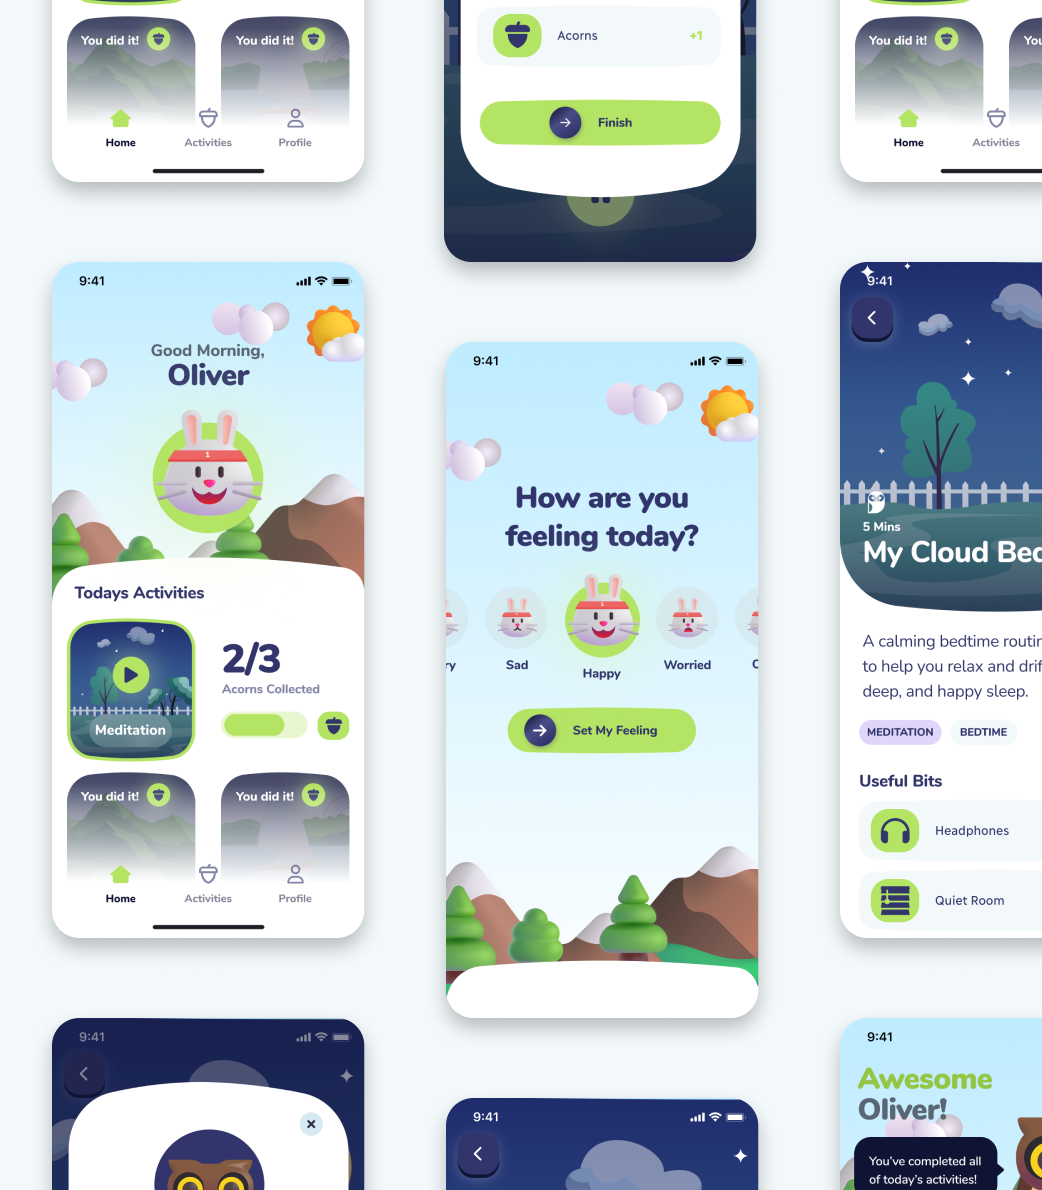 You did it!
You did it!
Home
Activities
Profile
Acorns
+1
Finish
You did it!
Home
Activities
9:41
Good Morning,
Oliver
1
Todays Activities
Meditation
2/3
Acorns Collected
You did it!
You did it!
Home
Activities
Profile
9:41
How are you
feeling today?
1
Sad
Happy
Worried
Set My Feeling
9:41
5 Mins
My Cloud Bed
A calming bedtime routin
to help you relax and drif
deep, and happy sleep.
MEDITATION
BEDTIME
Useful Bits
Headphones
Quiet Room
9:41
9:41
9:41
Awesome
Oliver!
You've completed all
of today's activities!